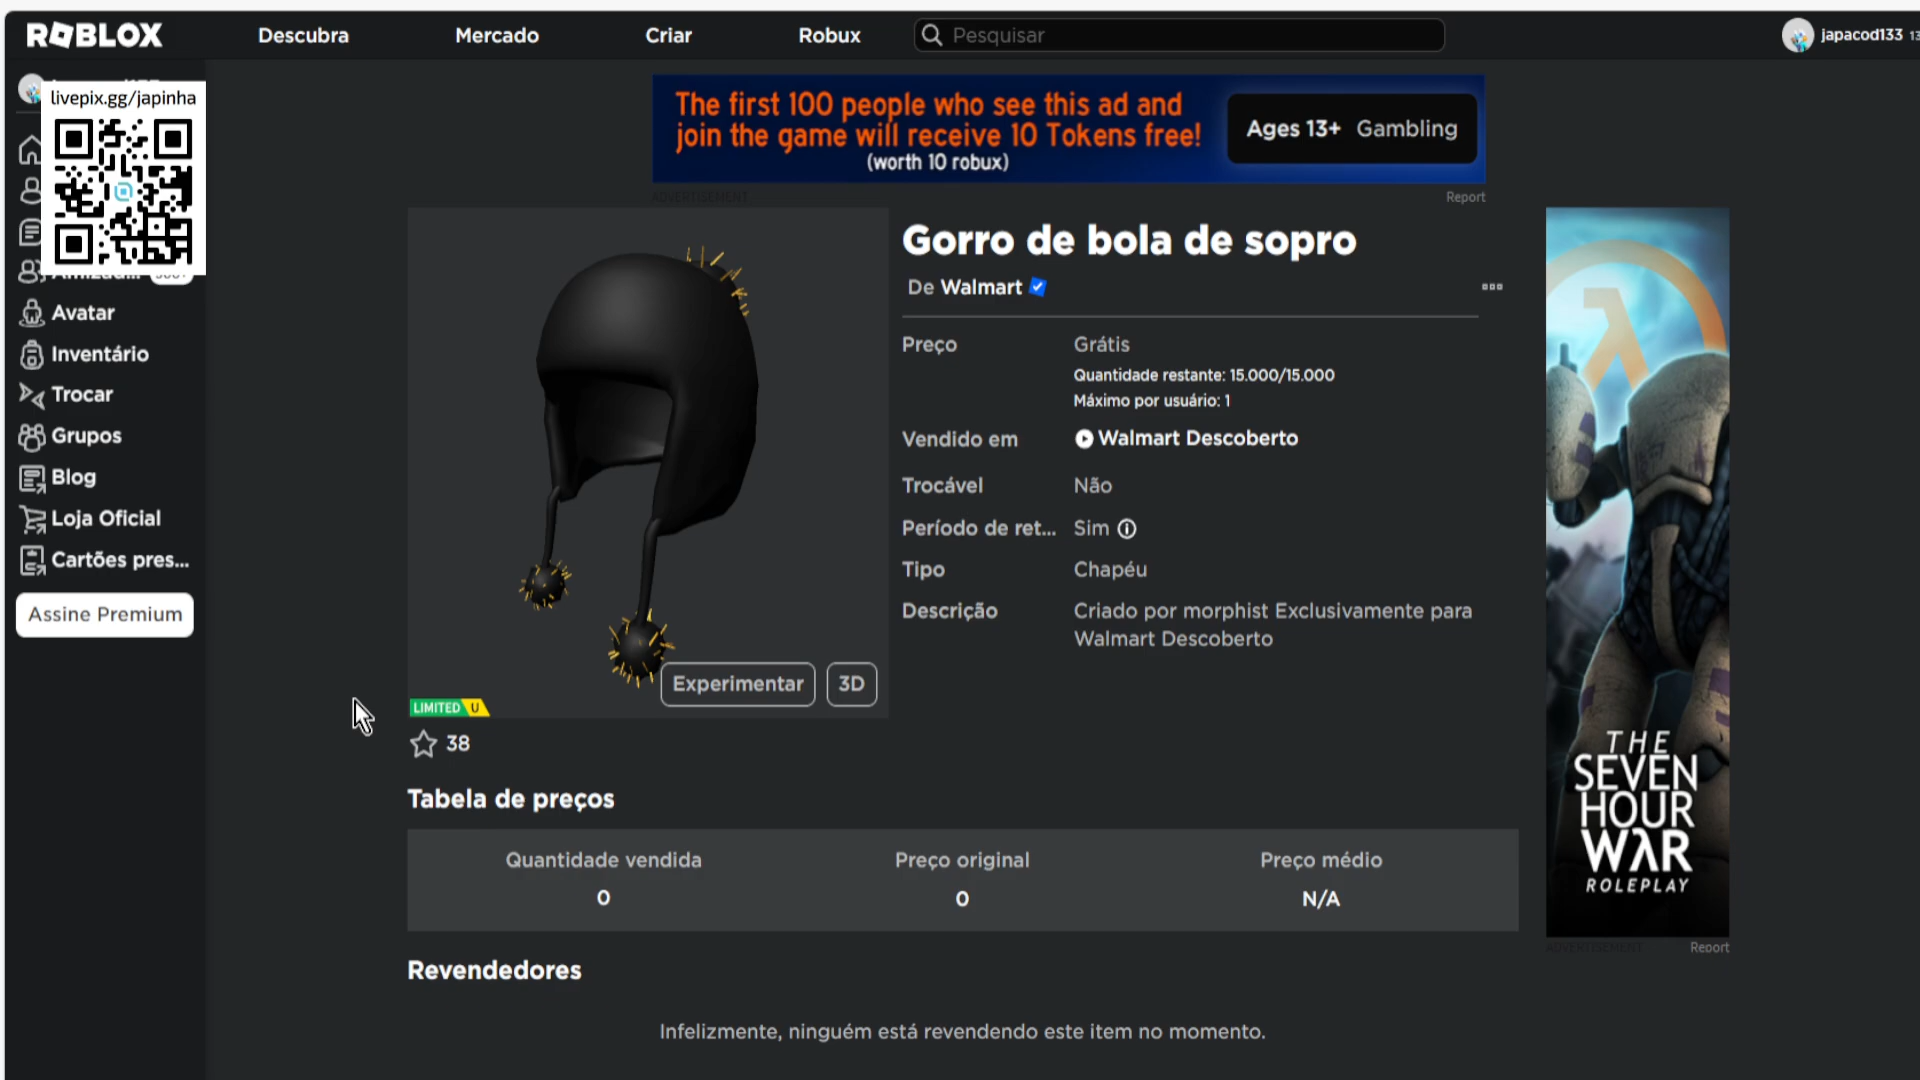 ROBLOX
Descubra
Mercado
Criar
Robux
Pesquisar
japacod133
livepix.gg/japinha
Avatar
Inventário
Trocar
Grupos
Blog
Loja Oficial
Cartões pres...
Assine Premium
The first 100 people who see this ad and
join the game will receive 10 Tokens free!
(worth 10 robux)
Ages 13+ Gambling
ADVERTISEMENT
Report
Gorro de bola de sopro
De Walmart
Preço
Grátis
Quantidade restante: 15.000/15.000
Máximo por usuário: 1
Vendido em
Walmart Descoberto
Trocável
Não
Período de ret...
Sim
Tipo
Chapéu
Descrição
Criado por morphist Exclusivamente para
Walmart Descoberto
Experimentar
3D
LIMITED U
38
Tabela de preços
Quantidade vendida
Preço original
Preço médio
0
0
N/A
Revendedores
Infelizmente, ninguém está revendendo este item no momento.
THE
SEVEN
HOUR
WAR
ROLEPLAY
ADVERTISEMENT
Report